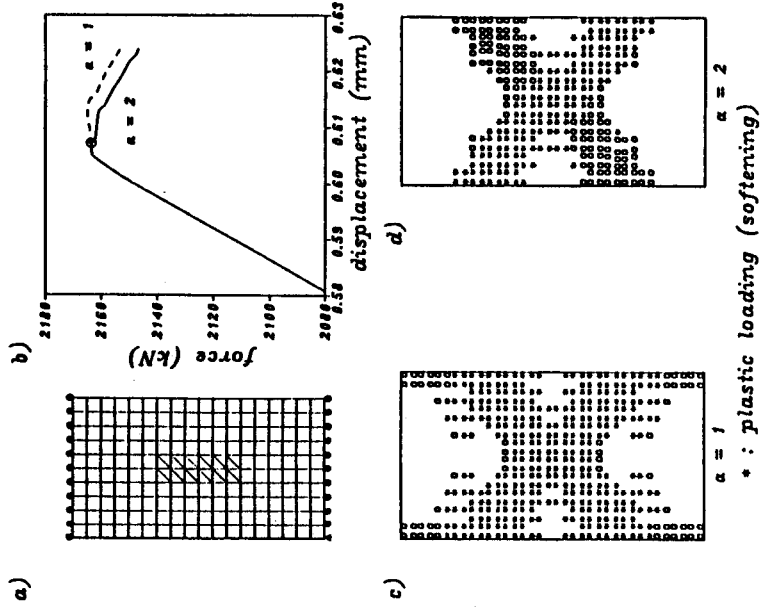 a)
b)
2180
2160
2140
2120
2100
2080
force (kN)
α = 1
α = 2
0.58
0.59
0.60
0.61
0.62
0.63
displacement (mm)
c)
α = 1
d)
α = 2
* : plastic loading (softening)